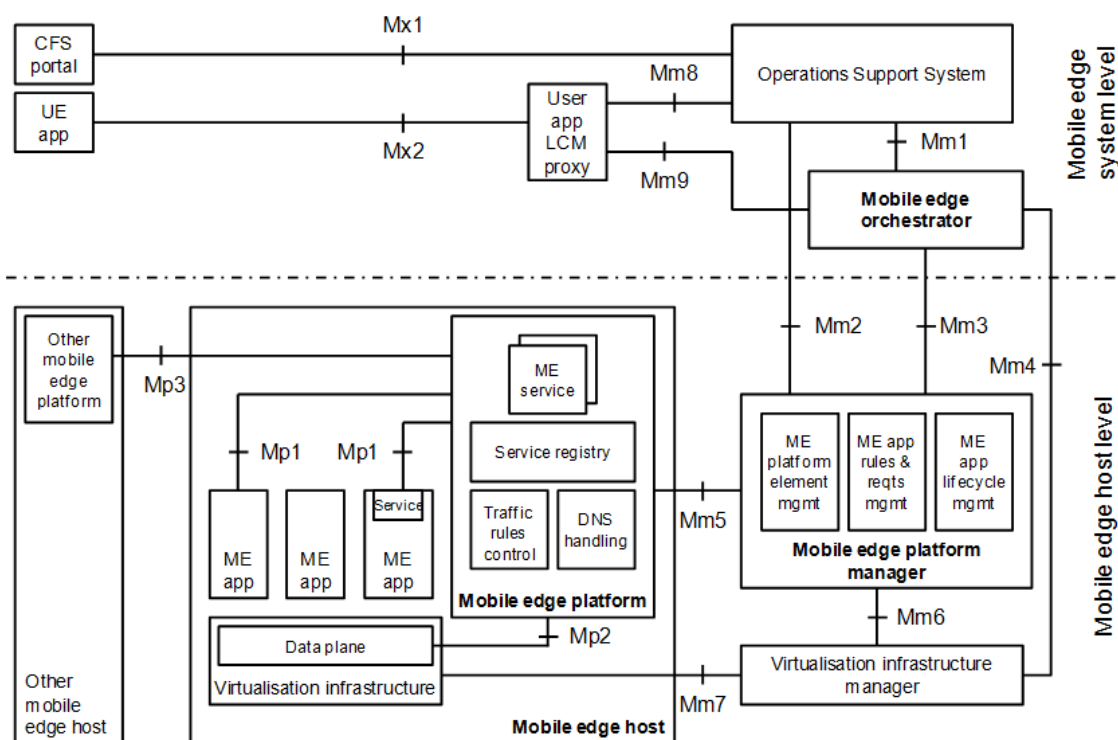 CFS
portal
Mx1
Operations Support System
UE
app
Mx2
User
app
LCM
proxy
Mm8
Mm9
Mm1
Mobile edge
orchestrator
Mobile edge
system level
Other
mobile
edge
platform
Mp3
ME
service
Service registry
Traffic
rules
control
DNS
handling
Mobile edge platform
Mp1
Mp1
ME
app
ME app
Service
ME
app
Mp2
Data plane
Virtualisation infrastructure
Other
mobile
edge host
Mobile edge host
Mm2
Mm3
Mm4
Mm5
ME
platform
element
mgmt
ME app
rules &
reqts
mgmt
ME
app
lifecycle
mgmt
Mobile edge platform
manager
Mm6
Mm7
Virtualisation infrastructure
manager
Mobile edge host level